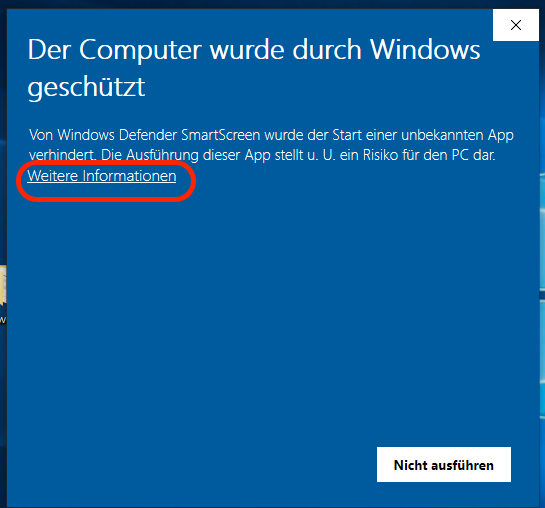 Der Computer wurde durch Windows
geschützt
Von Windows Defender SmartScreen wurde der Start einer unbekannten App
verhindert. Die Ausführung dieser App stellt u. U. ein Risiko für den PC dar.
Weitere Informationen
Nicht ausführen